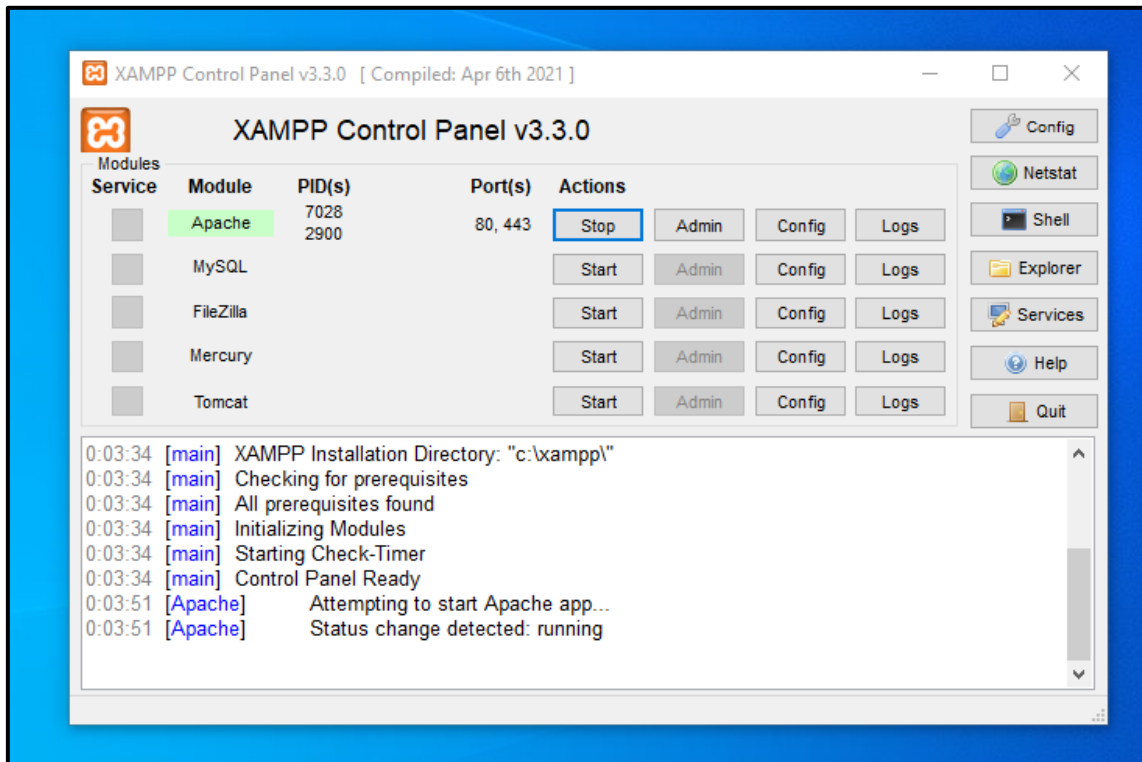 XAMPP Control Panel v3.3.0 [ Compiled: Apr 6th 2021 ]
XAMPP Control Panel v3.3.0
Config
Modules
Service Module PID(s) Port(s) Actions
Netstat
Apache 7028 2900 80, 443 Stop Admin Config Logs
Shell
MySQL Start Admin Config Logs
Explorer
FileZilla Start Admin Config Logs
Services
Mercury Start Admin Config Logs
Help
Tomcat Start Admin Config Logs
Quit
0:03:34 [main] XAMPP Installation Directory: "c:\xampp\"
0:03:34 [main] Checking for prerequisites
0:03:34 [main] All prerequisites found
0:03:34 [main] Initializing Modules
0:03:34 [main] Starting Check-Timer
0:03:34 [main] Control Panel Ready
0:03:51 [Apache] Attempting to start Apache app...
0:03:51 [Apache] Status change detected: running